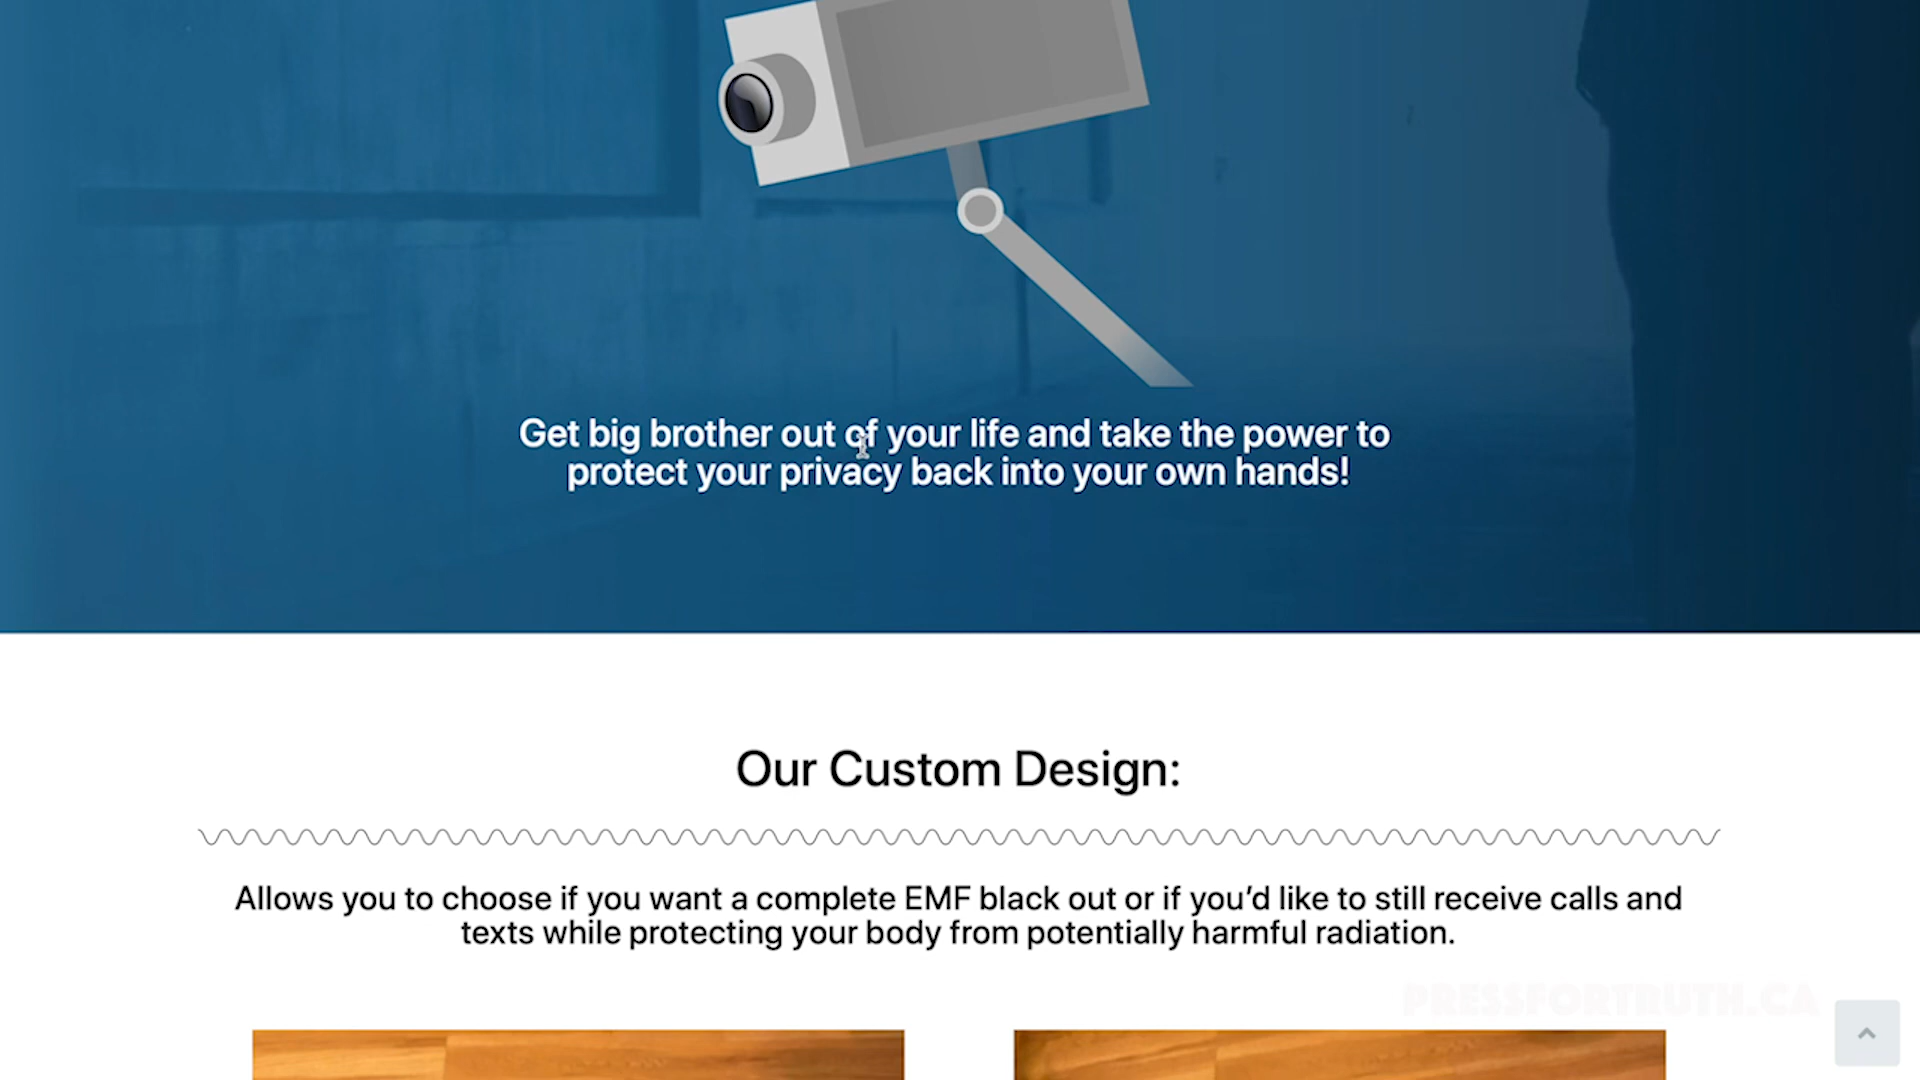 Get big brother out of your life and take the power to
protect your privacy back into your own hands!
Our Custom Design:
Allows you to choose if you want a complete EMF black out or if you’d like to still receive calls and
texts while protecting your body from potentially harmful radiation.
PRESSFORTRUTH.CA